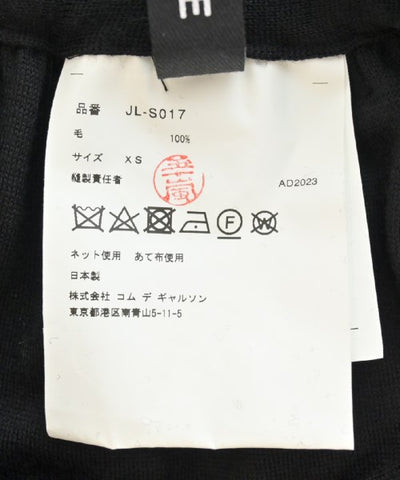 E
品番 JL-S017
毛 100%
サイズ XS
縫製責任者 AD2023
F W
ネット使用 あて布使用
日本製
株式会社 コム デ ギャルソン
東京都港区南青山5-11-5